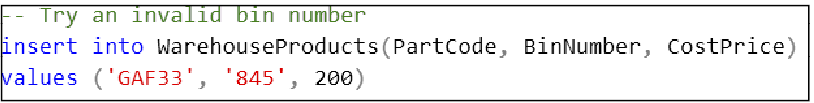 -- Try an invalid bin number
insert into WarehouseProducts(PartCode, BinNumber, CostPrice)
values ('GAF33', '845', 200)